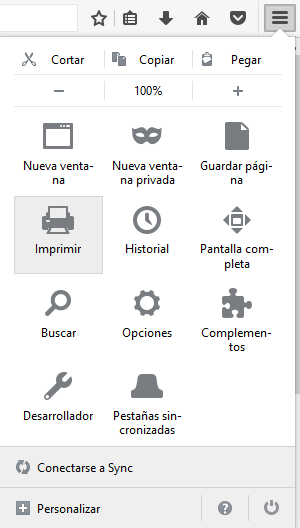 Cortar Copiar Pegar
− 100% +
Nueva venta- Nueva venta- Guardar pági-
na na privada na
Imprimir Historial Pantalla com-
pleta
Buscar Opciones Complemen-
tos
Desarrollador Pestañas sin-
cronizadas
Conectarse a Sync
Personalizar ?